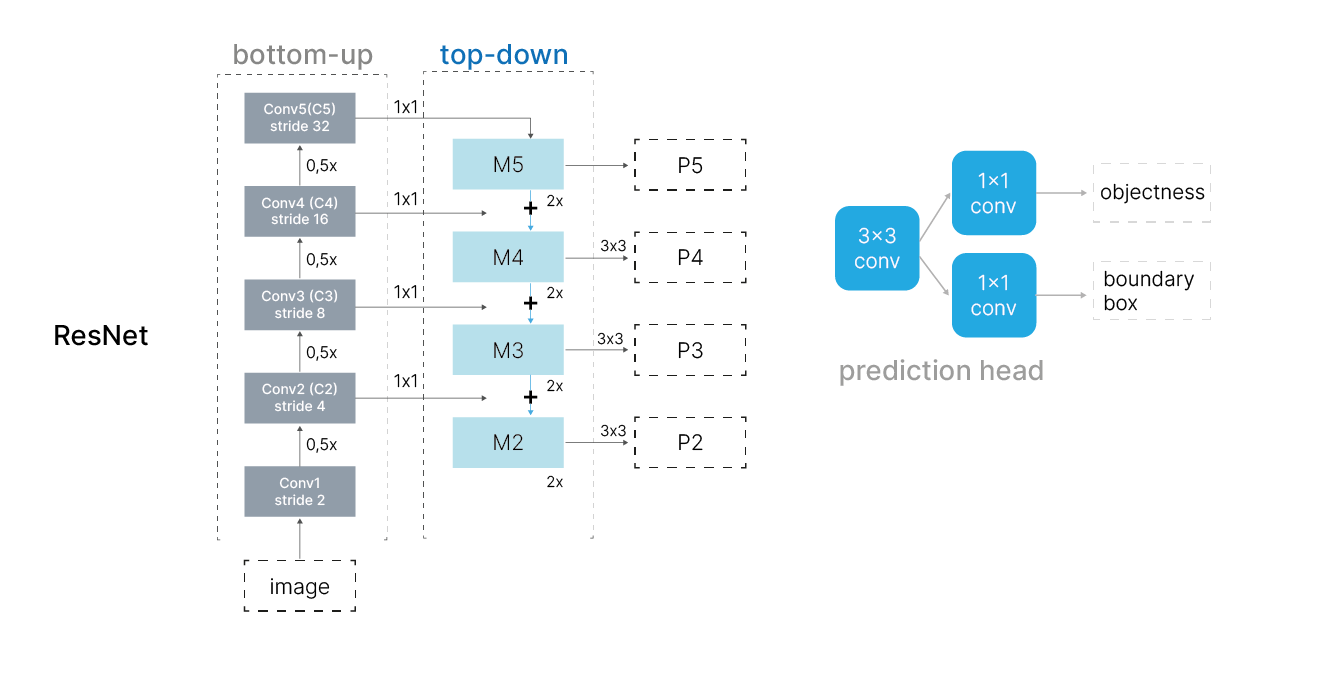 bottom-up
top-down
Conv5(C5)
stride 32
1x1
0,5x
M5
P5
Conv4 (C4)
stride 16
1x1
+
2x
0,5x
M4
3x3
P4
Conv3 (C3)
stride 8
1x1
+
2x
0,5x
M3
3x3
P3
Conv2 (C2)
stride 4
1x1
+
2x
0,5x
M2
3x3
P2
Conv1
stride 2
2x
image
ResNet
3×3
conv
1×1
conv
objectness
1×1
conv
boundary
box
prediction head